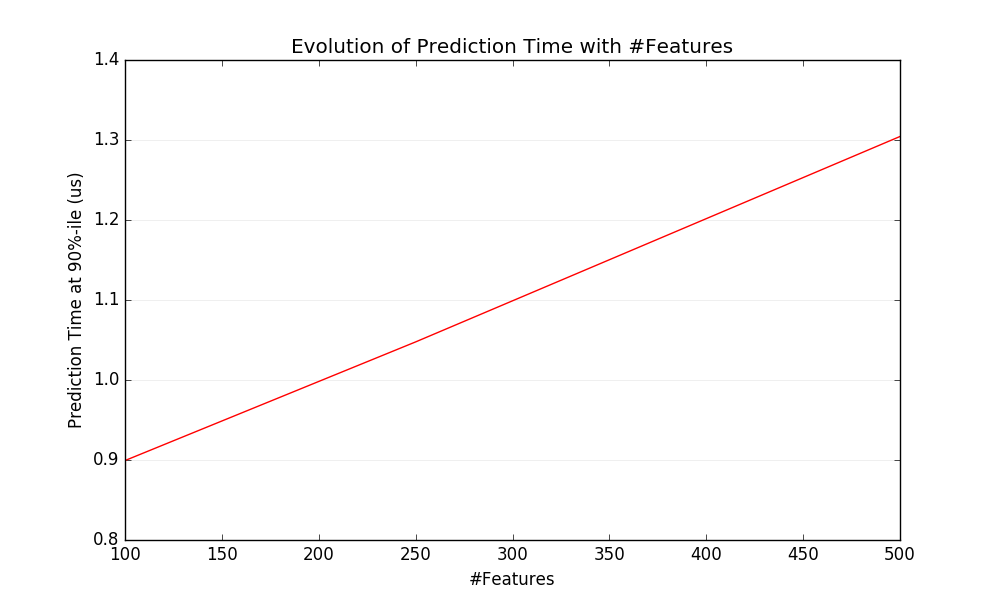 Evolution of Prediction Time with #Features
1.4
1.3
1.2
1.1
1.0
0.9
0.8
Prediction Time at 90%-ile (us)
100 150 200 250 300 350 400 450 500
#Features